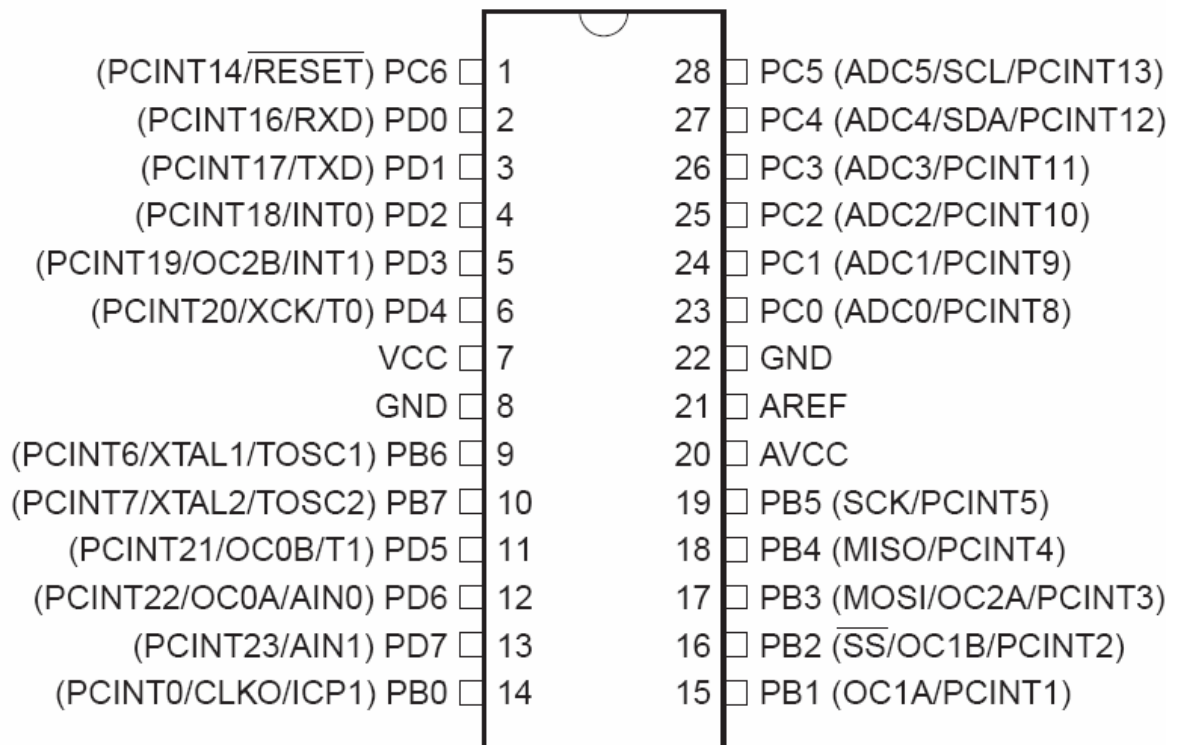 (PCINT14/RESET) PC6 1 28 PC5 (ADC5/SCL/PCINT13)
(PCINT16/RXD) PD0 2 27 PC4 (ADC4/SDA/PCINT12)
(PCINT17/TXD) PD1 3 26 PC3 (ADC3/PCINT11)
(PCINT18/INT0) PD2 4 25 PC2 (ADC2/PCINT10)
(PCINT19/OC2B/INT1) PD3 5 24 PC1 (ADC1/PCINT9)
(PCINT20/XCK/T0) PD4 6 23 PC0 (ADC0/PCINT8)
VCC 7 22 GND
GND 8 21 AREF
(PCINT6/XTAL1/TOSC1) PB6 9 20 AVCC
(PCINT7/XTAL2/TOSC2) PB7 10 19 PB5 (SCK/PCINT5)
(PCINT21/OC0B/T1) PD5 11 18 PB4 (MISO/PCINT4)
(PCINT22/OC0A/AIN0) PD6 12 17 PB3 (MOSI/OC2A/PCINT3)
(PCINT23/AIN1) PD7 13 16 PB2 (SS/OC1B/PCINT2)
(PCINT0/CLKO/ICP1) PB0 14 15 PB1 (OC1A/PCINT1)